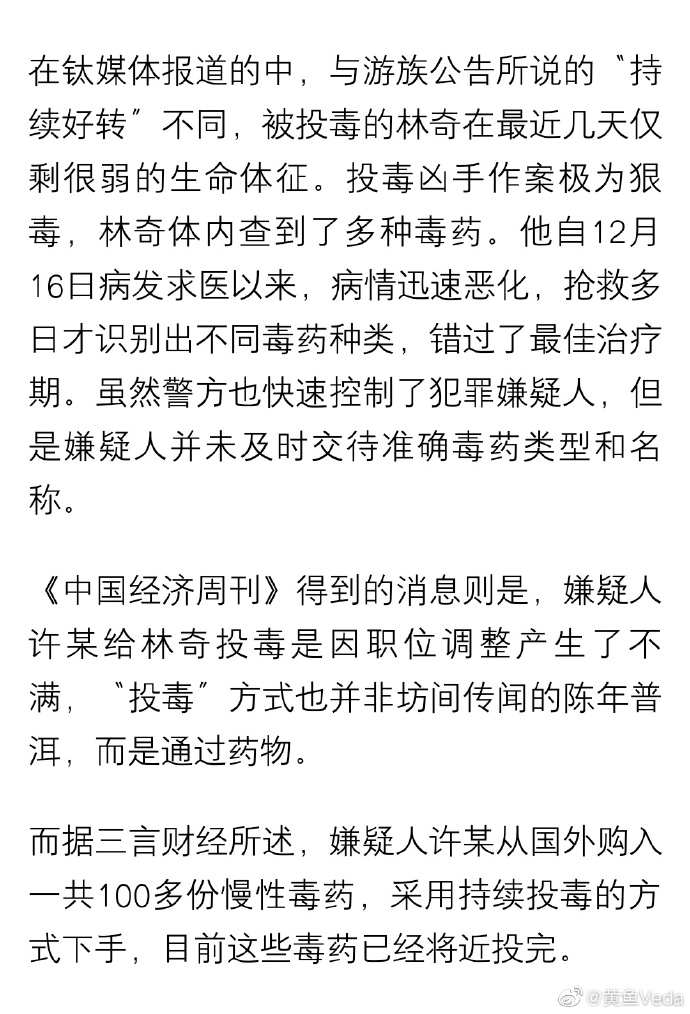 在钛媒体报道的中，与游族公告所说的〝持
续好转〞不同，被投毒的林奇在最近几天仅
剩很弱的生命体征。投毒凶手作案极为狠
毒，林奇体内查到了多种毒药。他自12月
16日病发求医以来，病情迅速恶化，抢救多
日才识别出不同毒药种类，错过了最佳治疗
期。虽然警方也快速控制了犯罪嫌疑人，但
是嫌疑人并未及时交待准确毒药类型和名
称。
《中国经济周刊》得到的消息则是，嫌疑人
许某给林奇投毒是因职位调整产生了不
满，〝投毒〞方式也并非坊间传闻的陈年普
洱，而是通过药物。
而据三言财经所述，嫌疑人许某从国外购入
一共100多份慢性毒药，采用持续投毒的方
式下手，目前这些毒药已经将近投完。
@黄鱼Veda